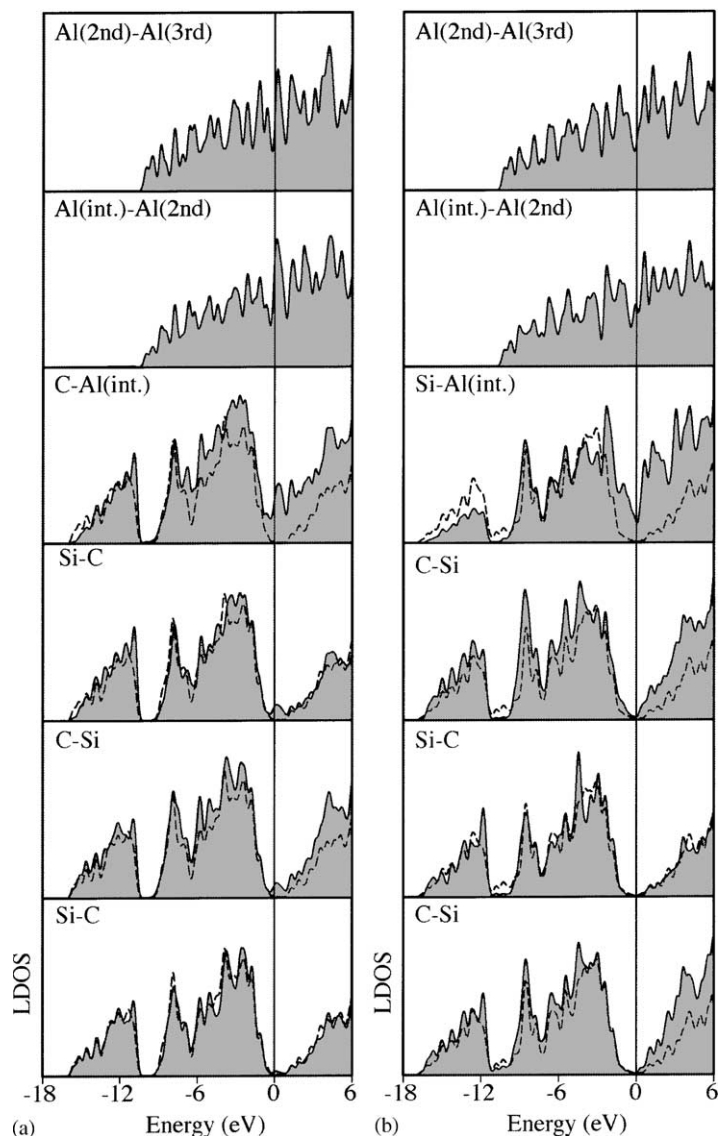 Al(2nd)-Al(3rd)
Al(int.)-Al(2nd)
C-Al(int.)
Si-C
C-Si
Si-C
LDOS
-18 -12 -6 0 6
(a) Energy (eV)
Al(2nd)-Al(3rd)
Al(int.)-Al(2nd)
Si-Al(int.)
C-Si
Si-C
C-Si
LDOS
-18 -12 -6 0 6
(b) Energy (eV)